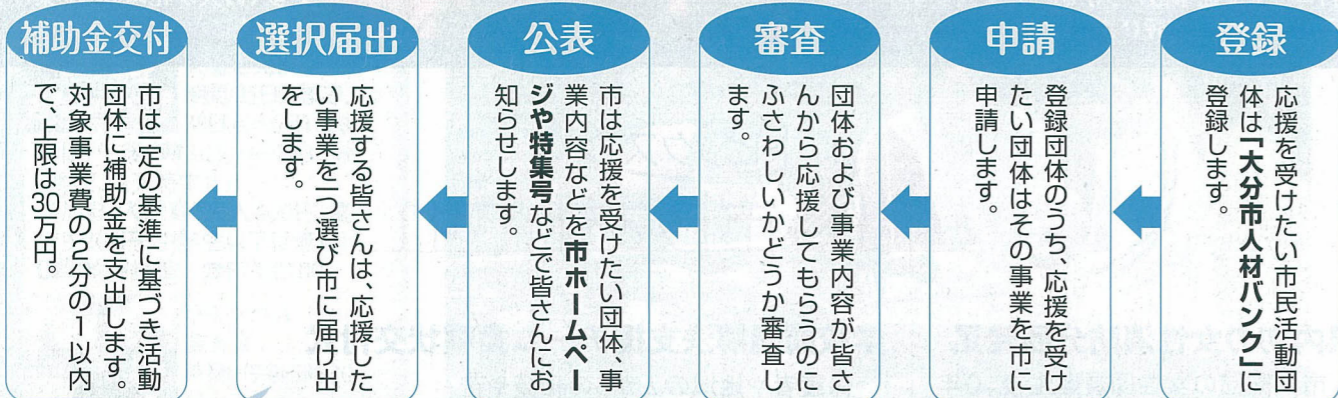 登録
応援を受けたい市民活動団
体は「大分市人材バンク」に
登録します。
申請
登録団体のうち、応援を受け
たい団体はその事業を市に
申請します。
審査
団体および事業内容が皆さ
んから応援してもらうのに
ふさわしいかどうか審査し
ます。
公表
市は応援を受けたい団体、事
業内容などを市ホームペー
ジや特集号などで皆さんにお
知らせします。
選択届出
応援する皆さんは、応援した
い事業を一つ選び市に届け出
をします。
補助金交付
市は一定の基準に基づき活動
団体に補助金を支出します。
対象事業費の2分の1以内
で、上限は30万円。